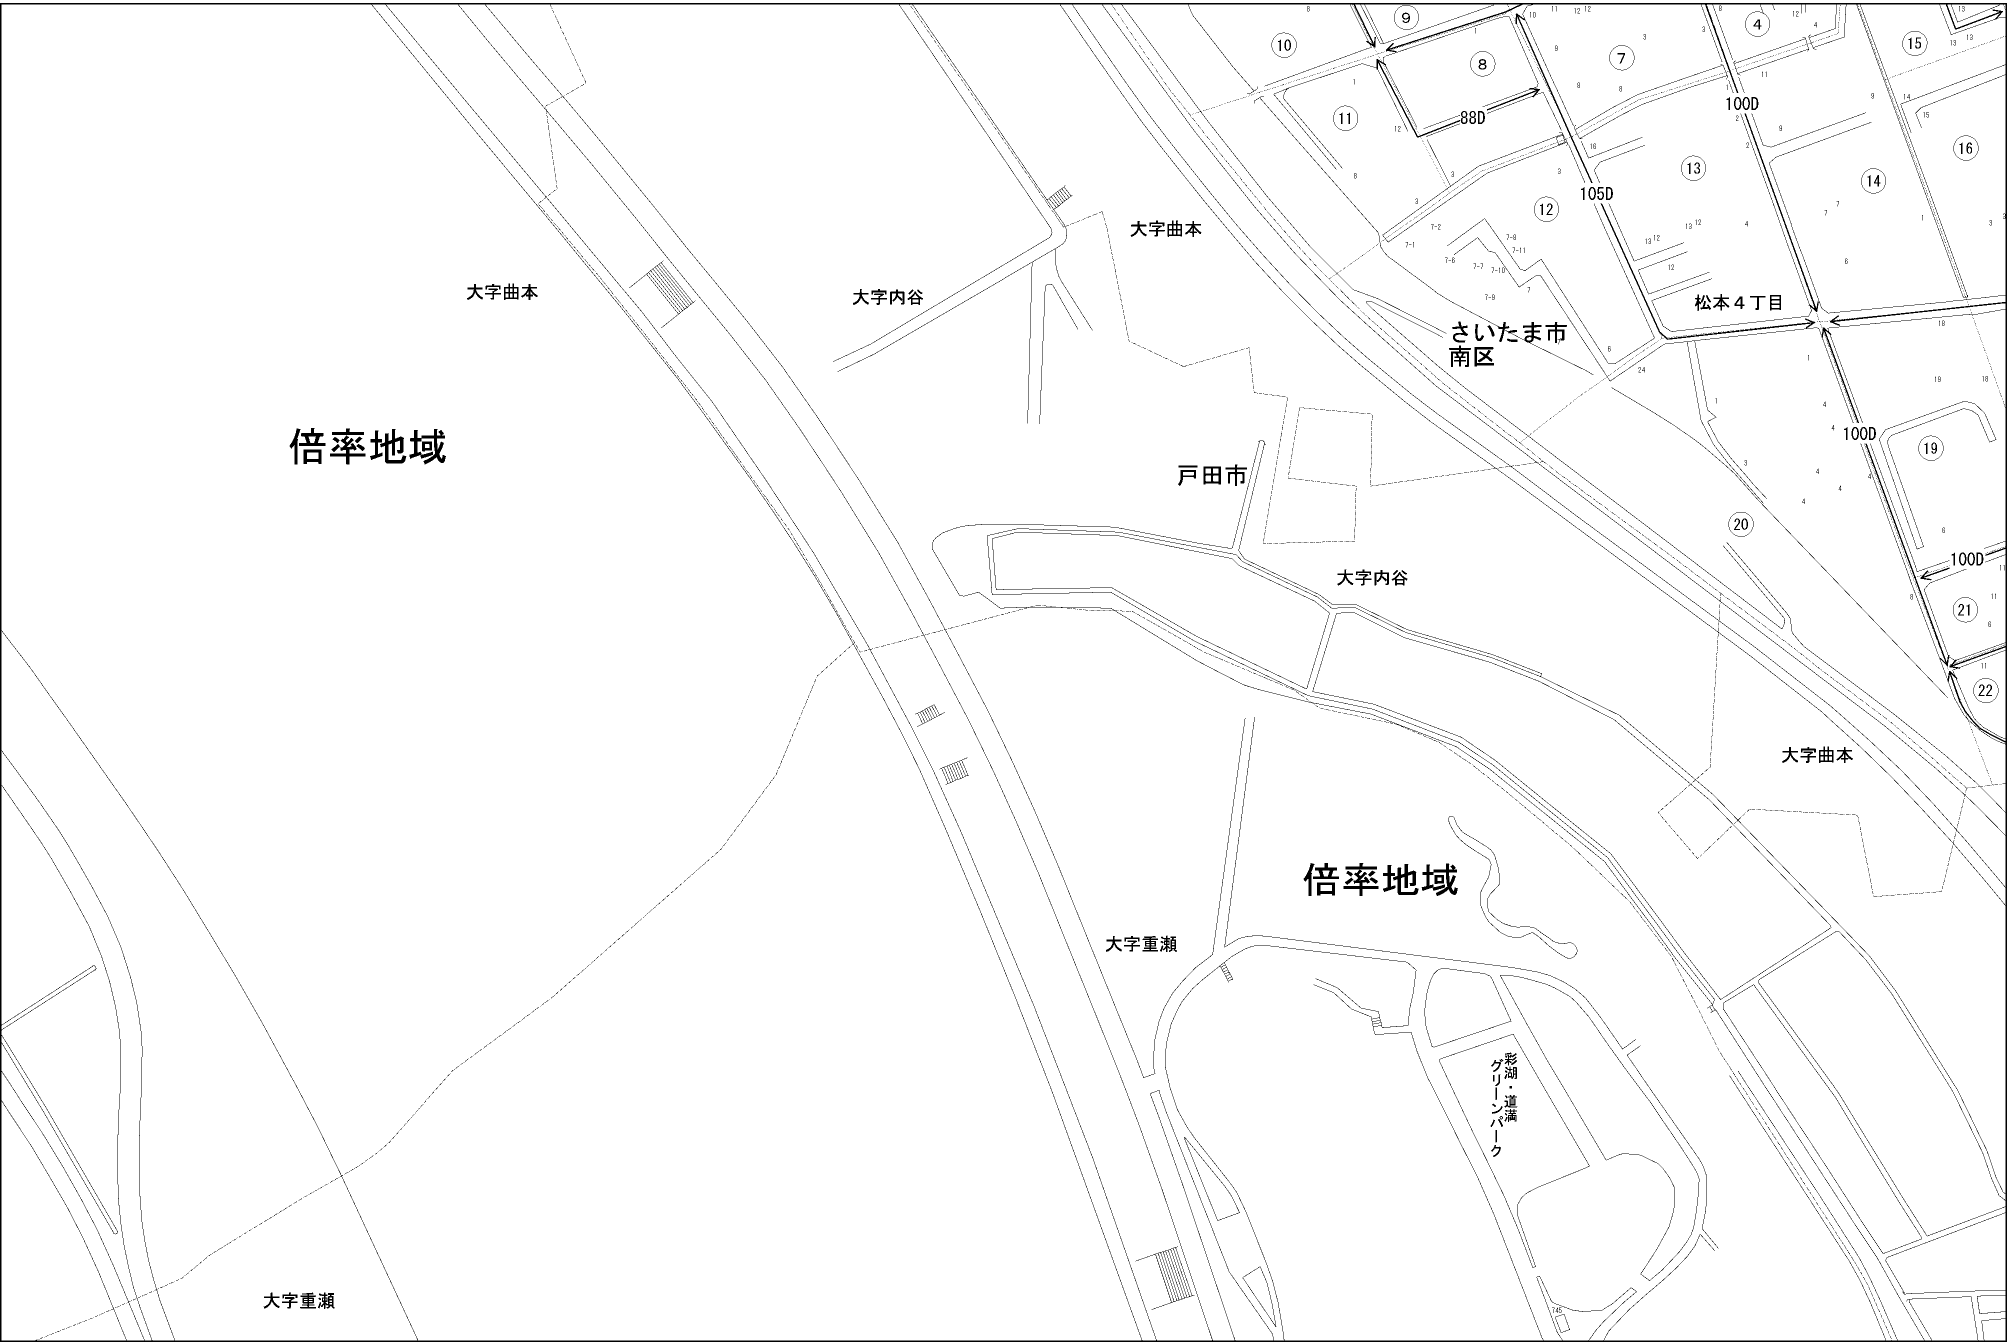 ⑨
⑩
⑧
⑦
④
⑮
88D
100D
⑪
⑬
⑭
⑯
⑫
105D
大字曲本
大字曲本
大字内谷
松本４丁目
さいたま市
南区
倍率地域
100D
⑲
戸田市
⑳
100D
大字内谷
㉑
㉒
大字曲本
倍率地域
大字重瀬
彩湖・道満
グリーンパーク
大字重瀬
745